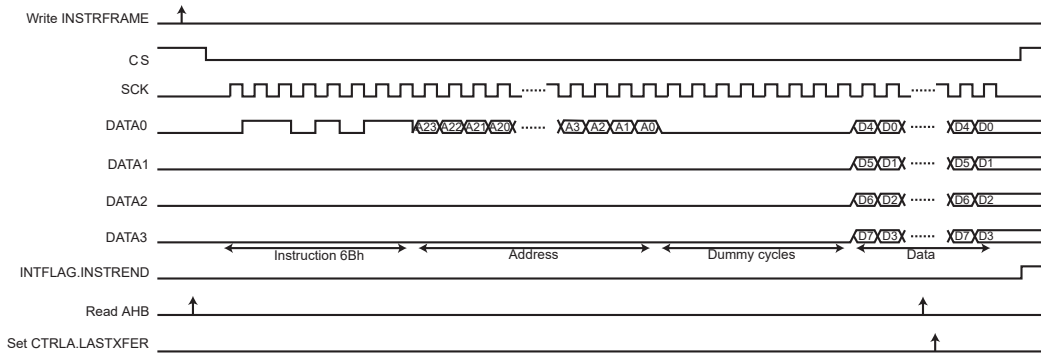 Write INSTRFRAME
CS
SCK
DATA0 A23 A22 A21 A20 ...... A3 A2 A1 A0 D4 D0 ...... D4 D0
DATA1 D5 D1 ...... D5 D1
DATA2 D6 D2 ...... D6 D2
DATA3 D7 D3 ...... D7 D3
Instruction 6Bh Address Dummy cycles Data
INTFLAG.INSTREND
Read AHB
Set CTRLA.LASTXFER